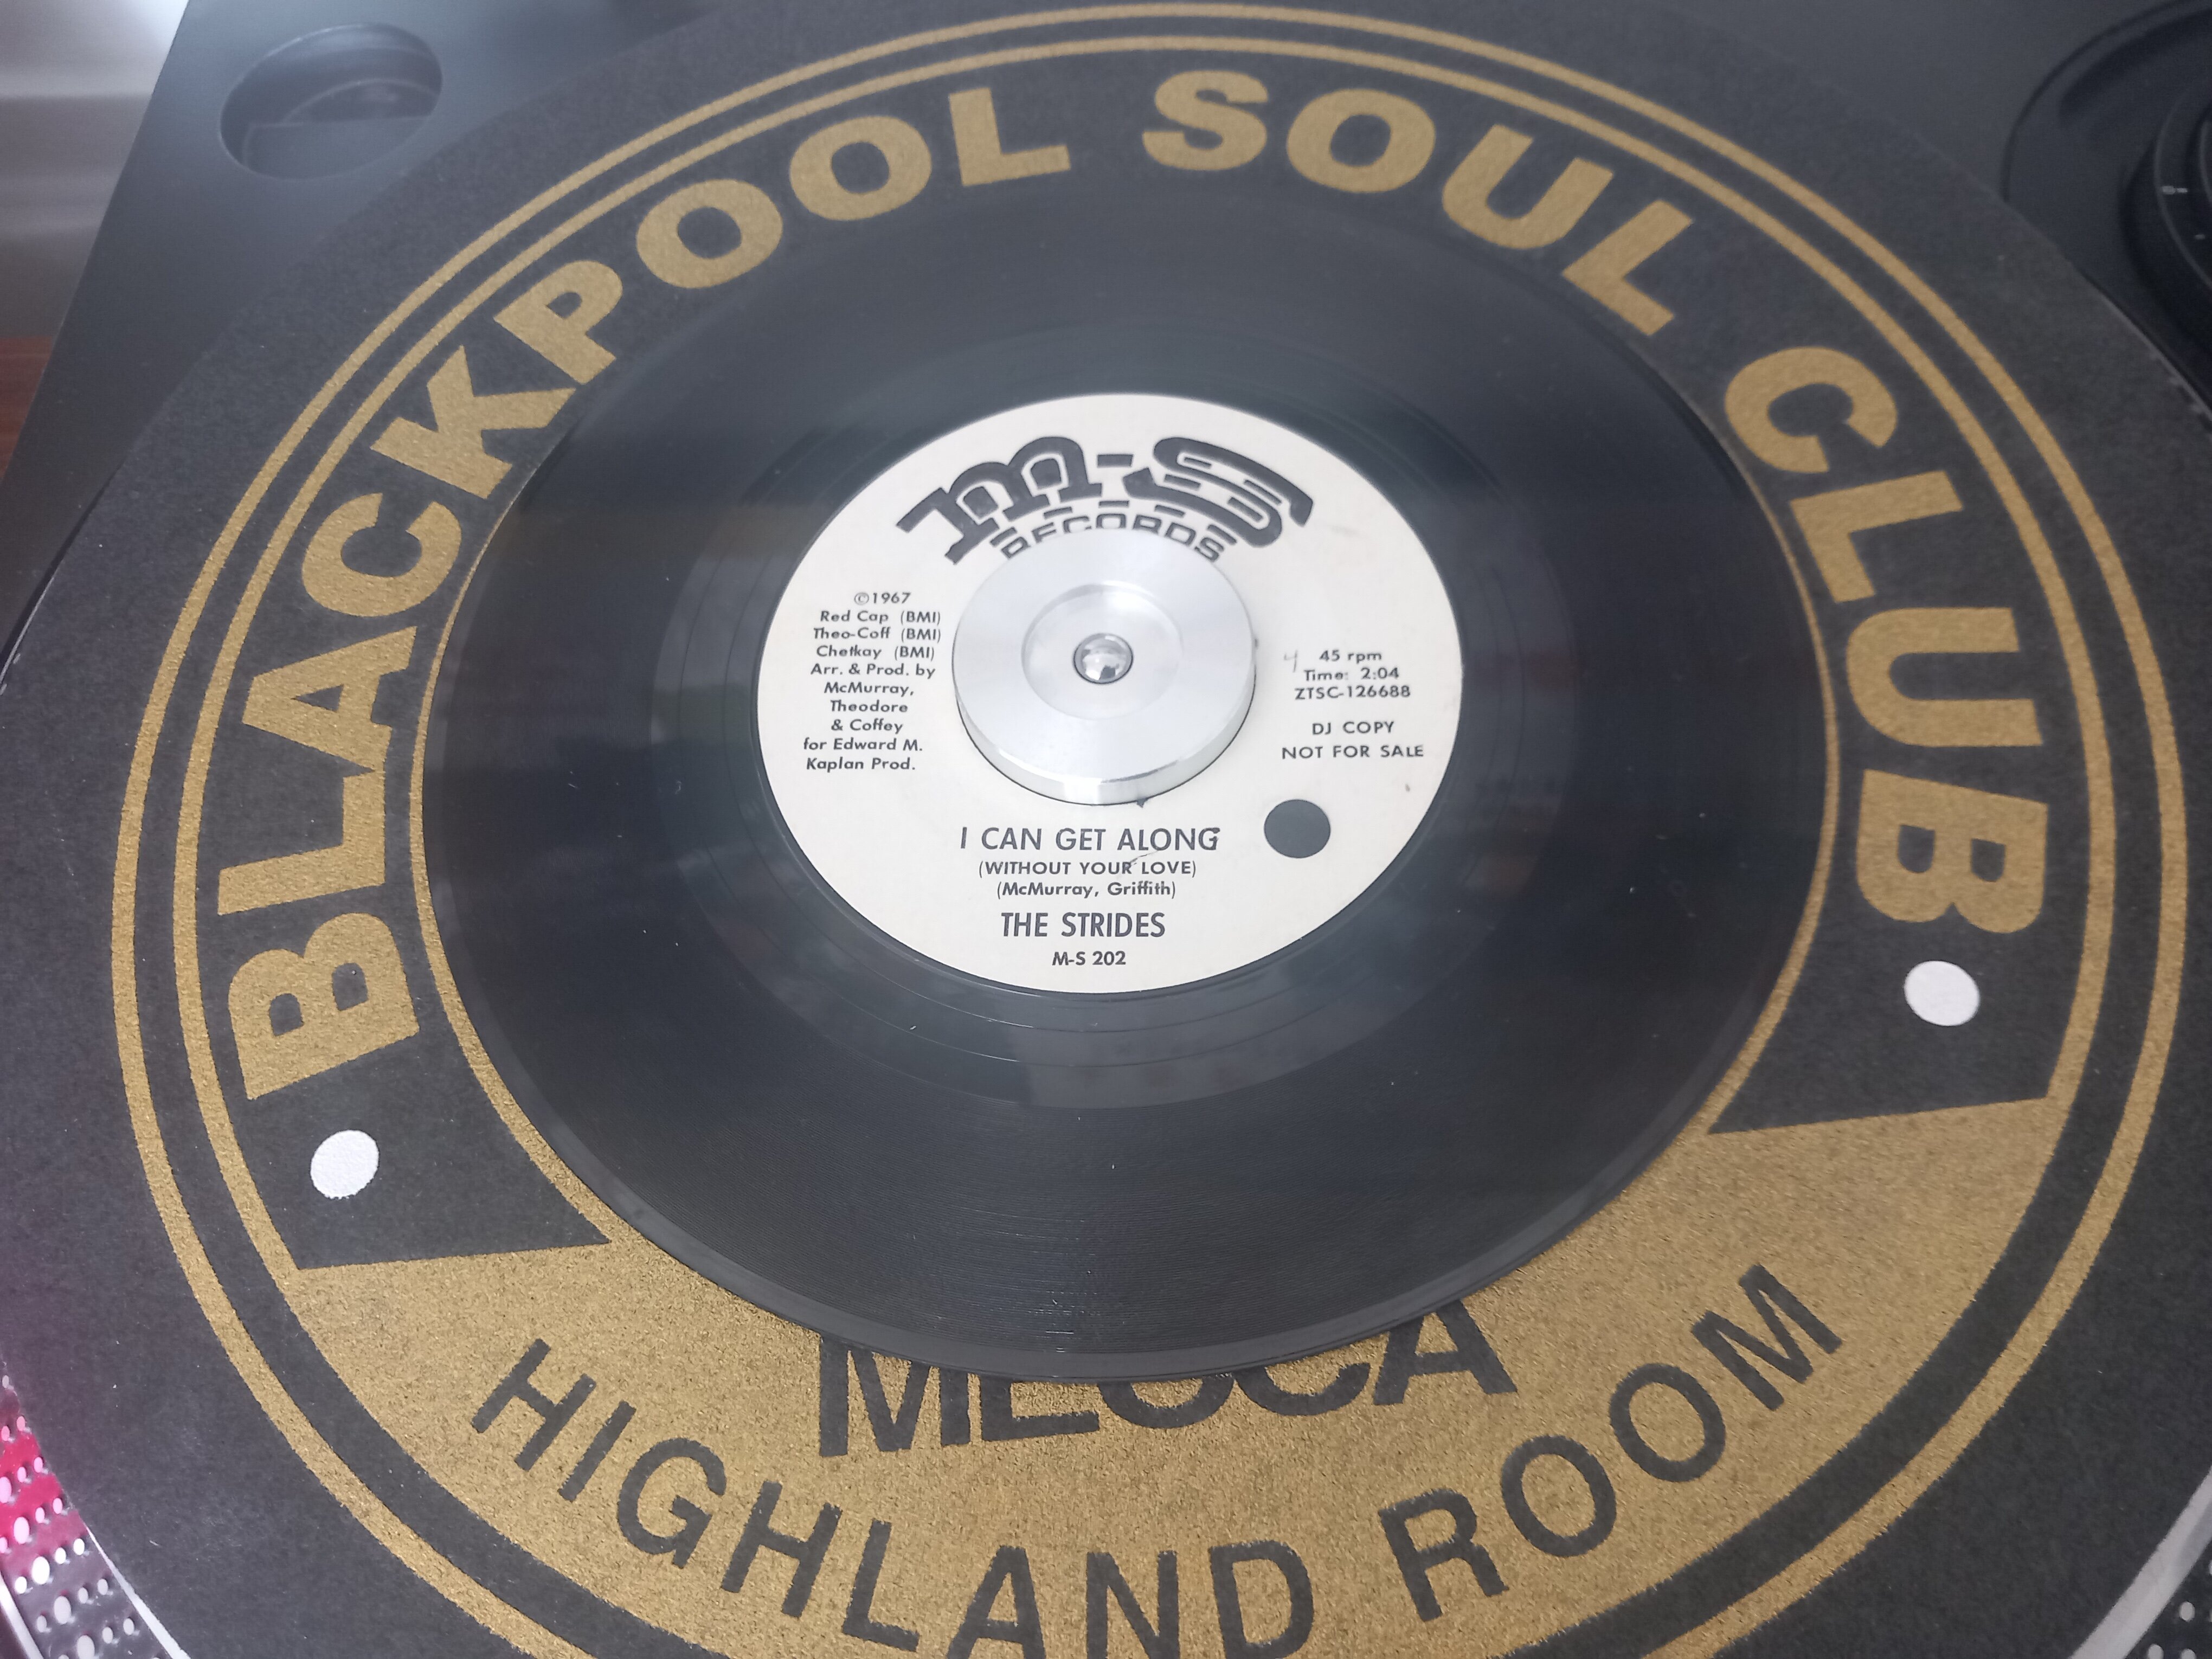 BLACKPOOL SOUL CLUB
M-S
RECORDS
©1967
Red Cap (BMI)
Theo-Coff (BMI)
Chetkay (BMI)
Arr. & Prod. by
McMurray,
Theodore
& Coffey
for Edward M.
Kaplan Prod.
45 rpm
Time: 2:04
ZTSC-126688
DJ COPY
NOT FOR SALE
I CAN GET ALONG
(WITHOUT YOUR LOVE)
(McMurray, Griffith)
THE STRIDES
M-S 202
MECCA
HIGHLAND ROOM